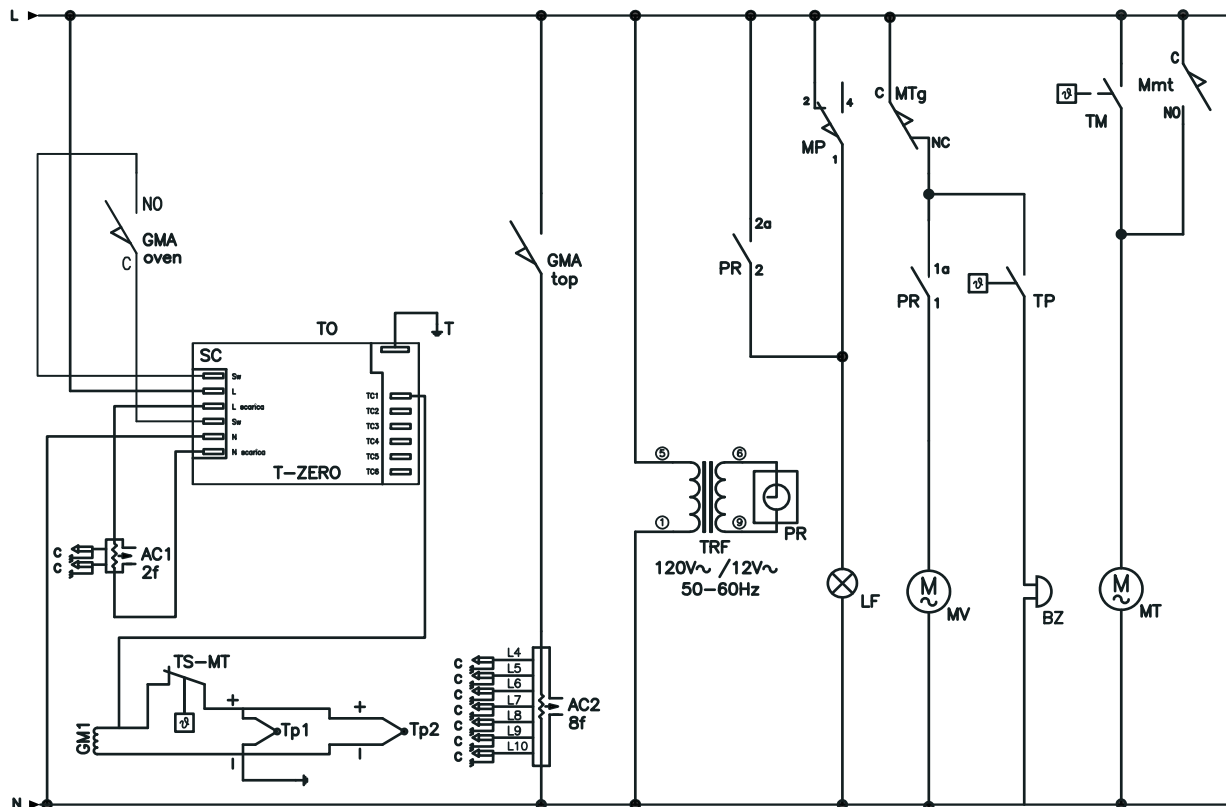 L
C
Mmt
NO
TM
ϑ
2
4
MP
1
C
MTg
NC
NO
GMA
oven
C
GMA
top
2a
PR
2
1a
PR
1
ϑ
TP
TO
T
SC
Sw
L
L scarica
Sw
N
N scarica
TC1
TC2
TC3
TC4
TC5
TC6
T-ZERO
5
6
1
9
PR
TRF
120V~ /12V~
50-60Hz
C
C
AC1
2f
LF
M
~
MV
BZ
M
~
MT
TS-MT
ϑ
GM1
+
Tp1
-
+
Tp2
-
L4
L5
L6
L7
L8
L9
L10
C
C
C
C
C
C
C
AC2
8f
N